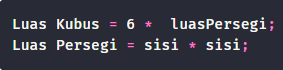 Luas Kubus = 6 *  luasPersegi;
Luas Persegi = sisi * sisi;